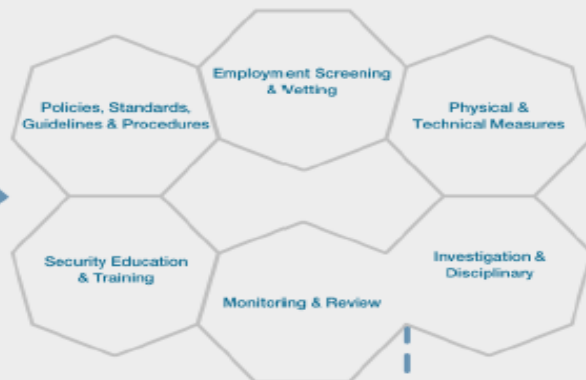 Employment Screening
& Vetting
Policies, Standards,
Guidelines & Procedures
Physical &
Technical Measures
Security Education
& Training
Investigation &
Disciplinary
Monitoring & Review